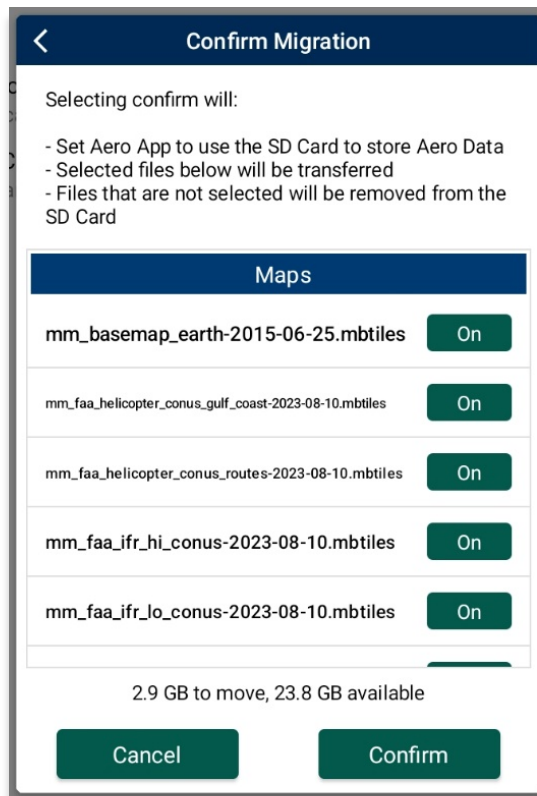 Confirm Migration
Selecting confirm will:
- Set Aero App to use the SD Card to store Aero Data
- Selected files below will be transferred
- Files that are not selected will be removed from the
SD Card
Maps
mm_basemap_earth-2015-06-25.mbtiles On
mm_faa_helicopter_conus_gulf_coast-2023-08-10.mbtiles On
mm_faa_helicopter_conus_routes-2023-08-10.mbtiles On
mm_faa_ifr_hi_conus-2023-08-10.mbtiles On
mm_faa_ifr_lo_conus-2023-08-10.mbtiles On
2.9 GB to move, 23.8 GB available
Cancel Confirm